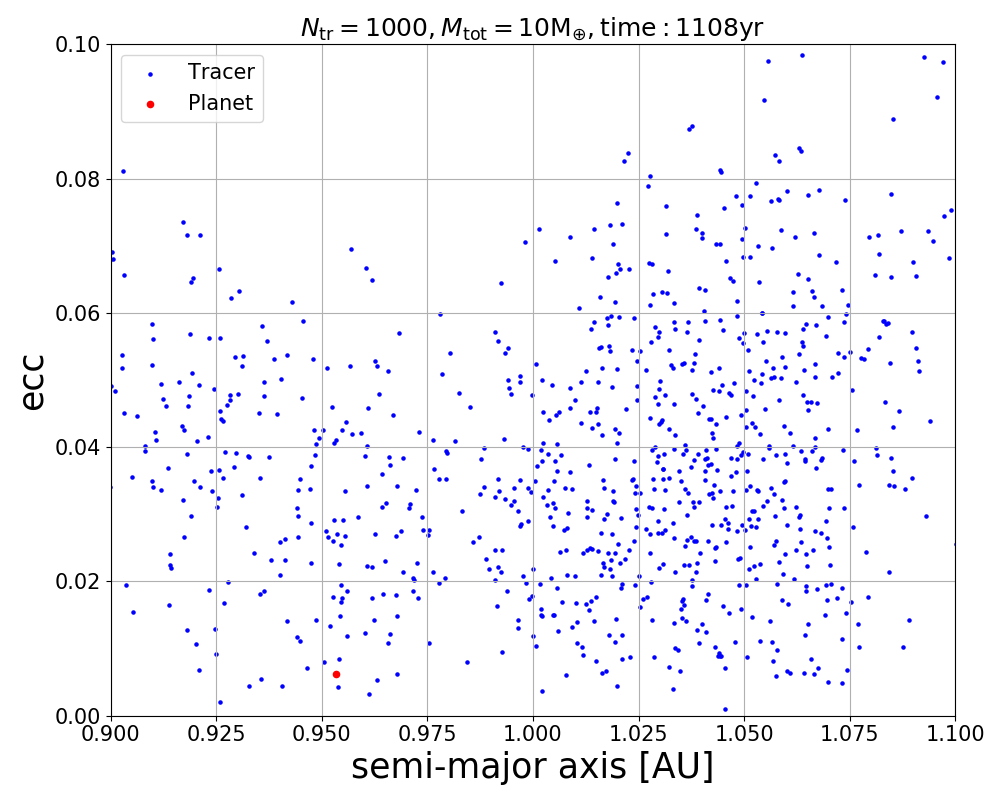 N_tr = 1000, M_tot = 10M_⊕, time : 1108yr
Tracer
Planet
ecc
0.10
0.08
0.06
0.04
0.02
0.00
0.900 0.925 0.950 0.975 1.000 1.025 1.050 1.075 1.100
semi-major axis [AU]